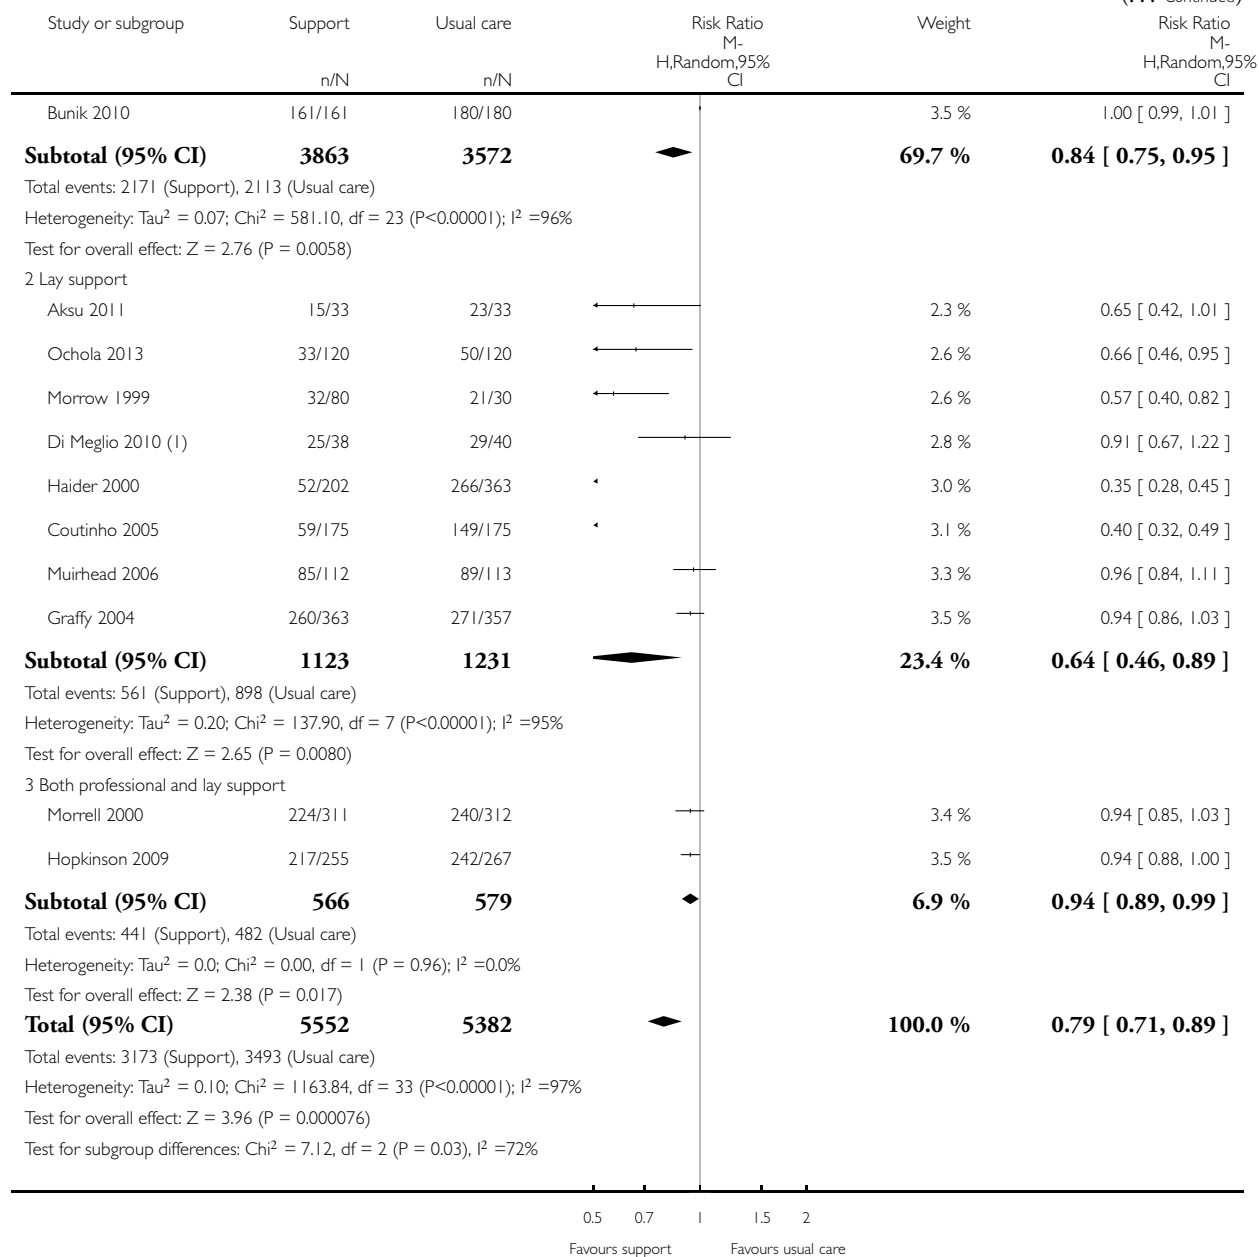 (. . . Continued)
Study or subgroup Support Usual care Risk Ratio Weight Risk Ratio
M- M-
H,Random,95% H,Random,95%
n/N n/N CI CI
Bunik 2010 161/161 180/180 3.5 % 1.00 [ 0.99, 1.01 ]
Subtotal (95% CI) 3863 3572 69.7 % 0.84 [ 0.75, 0.95 ]
Total events: 2171 (Support), 2113 (Usual care)
Heterogeneity: Tau² = 0.07; Chi² = 581.10, df = 23 (P<0.00001); I² =96%
Test for overall effect: Z = 2.76 (P = 0.0058)
2 Lay support
Aksu 2011 15/33 23/33 2.3 % 0.65 [ 0.42, 1.01 ]
Ochola 2013 33/120 50/120 2.6 % 0.66 [ 0.46, 0.95 ]
Morrow 1999 32/80 21/30 2.6 % 0.57 [ 0.40, 0.82 ]
Di Meglio 2010 (1) 25/38 29/40 2.8 % 0.91 [ 0.67, 1.22 ]
Haider 2000 52/202 266/363 3.0 % 0.35 [ 0.28, 0.45 ]
Coutinho 2005 59/175 149/175 3.1 % 0.40 [ 0.32, 0.49 ]
Muirhead 2006 85/112 89/113 3.3 % 0.96 [ 0.84, 1.11 ]
Graffy 2004 260/363 271/357 3.5 % 0.94 [ 0.86, 1.03 ]
Subtotal (95% CI) 1123 1231 23.4 % 0.64 [ 0.46, 0.89 ]
Total events: 561 (Support), 898 (Usual care)
Heterogeneity: Tau² = 0.20; Chi² = 137.90, df = 7 (P<0.00001); I² =95%
Test for overall effect: Z = 2.65 (P = 0.0080)
3 Both professional and lay support
Morrell 2000 224/311 240/312 3.4 % 0.94 [ 0.85, 1.03 ]
Hopkinson 2009 217/255 242/267 3.5 % 0.94 [ 0.88, 1.00 ]
Subtotal (95% CI) 566 579 6.9 % 0.94 [ 0.89, 0.99 ]
Total events: 441 (Support), 482 (Usual care)
Heterogeneity: Tau² = 0.0; Chi² = 0.00, df = 1 (P = 0.96); I² =0.0%
Test for overall effect: Z = 2.38 (P = 0.017)
Total (95% CI) 5552 5382 100.0 % 0.79 [ 0.71, 0.89 ]
Total events: 3173 (Support), 3493 (Usual care)
Heterogeneity: Tau² = 0.10; Chi² = 1163.84, df = 33 (P<0.00001); I² =97%
Test for overall effect: Z = 3.96 (P = 0.000076)
Test for subgroup differences: Chi² = 7.12, df = 2 (P = 0.03), I² =72%
0.5 0.7 1 1.5 2
Favours support Favours usual care